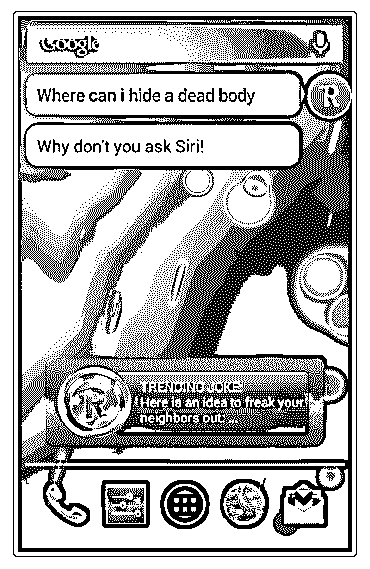 Google
Where can i hide a dead body
R
Why don't you ask Siri!
R
TRENDING JOKE
Here is an idea to freak your
neighbors out. ..